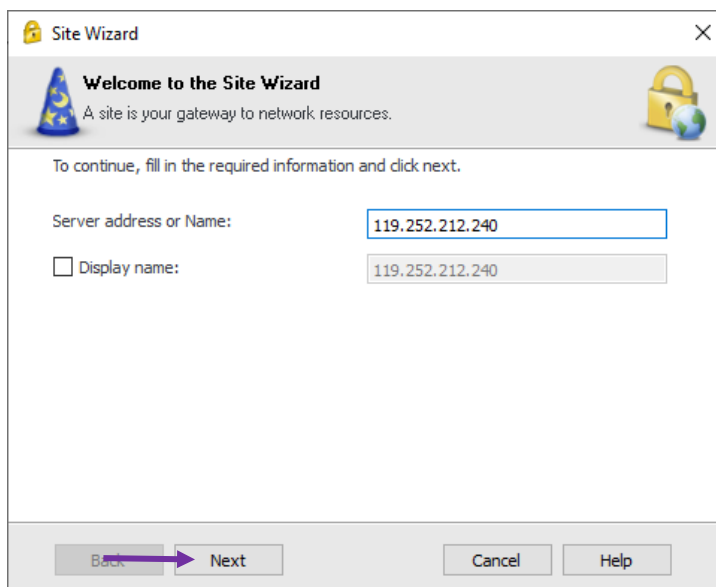 Site Wizard
Welcome to the Site Wizard
A site is your gateway to network resources.
To continue, fill in the required information and click next.
Server address or Name: 119.252.212.240
Display name: 119.252.212.240
Back Next Cancel Help